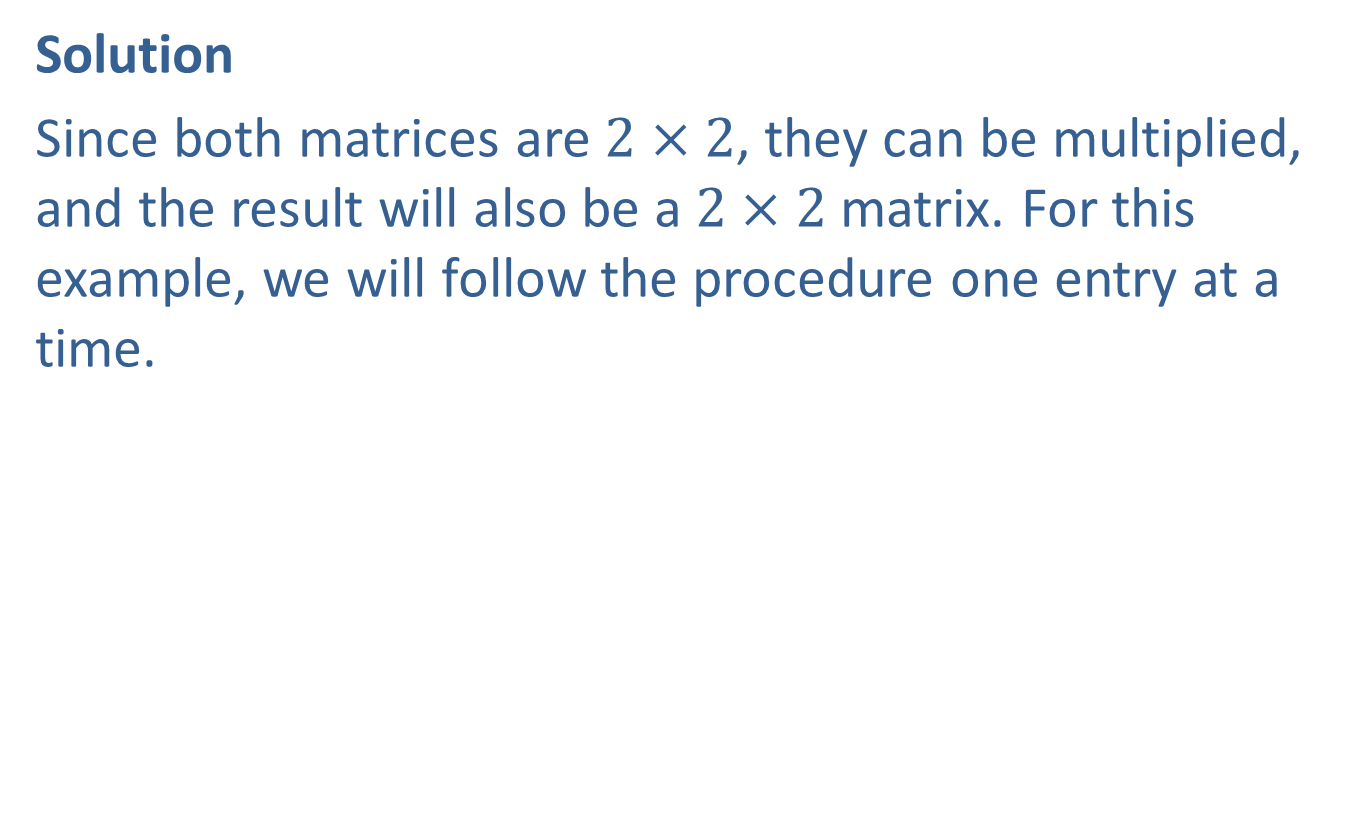 Solution
Since both matrices are 2 × 2, they can be multiplied,
and the result will also be a 2 × 2 matrix. For this
example, we will follow the procedure one entry at a
time.